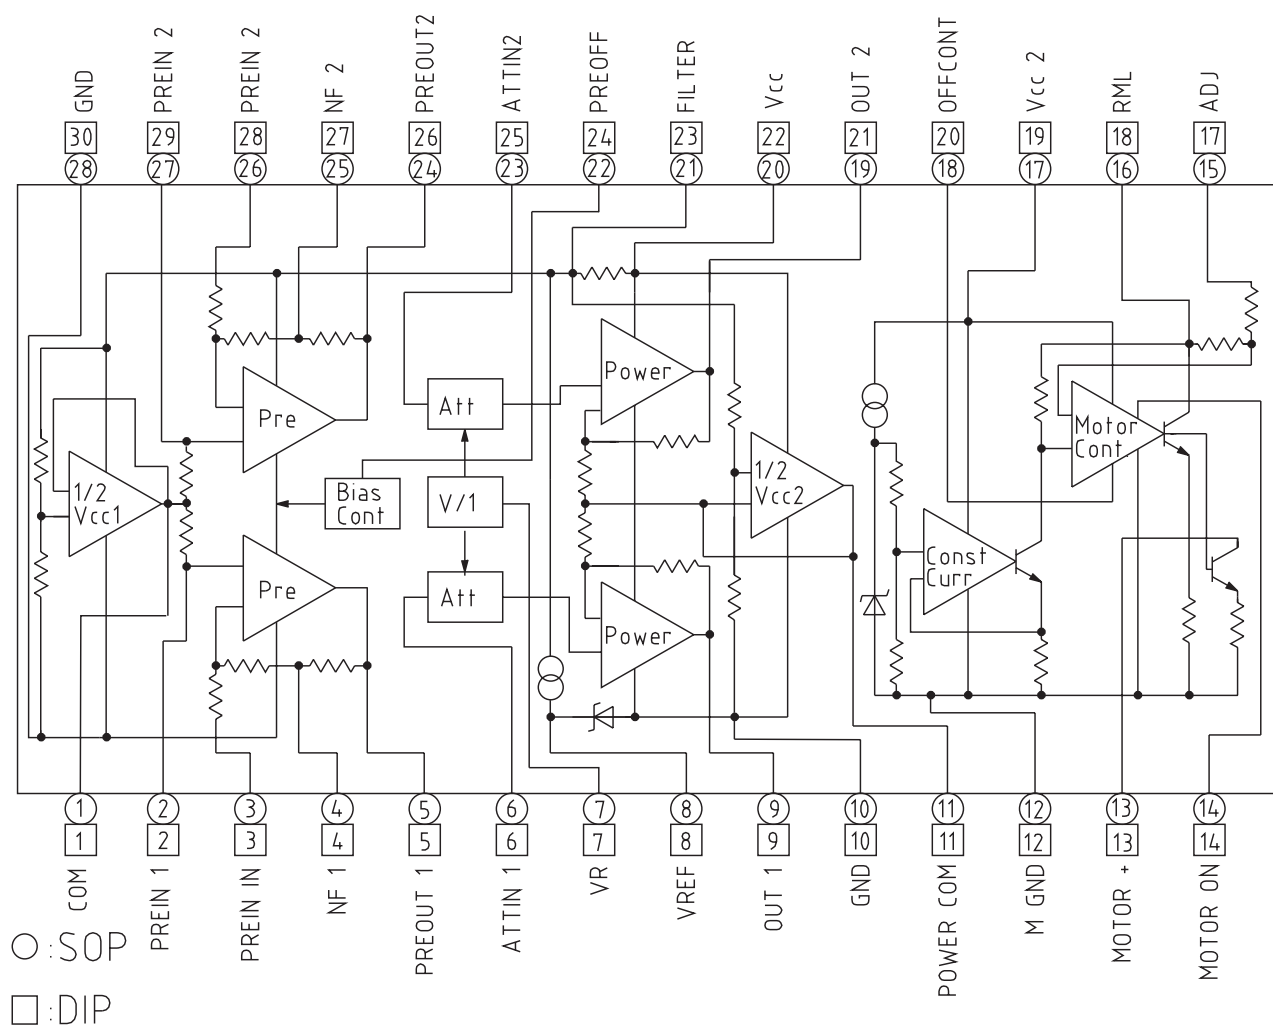 GND
PREIN 2
PREIN 2
NF 2
PREOUT2
ATTIN2
PREOFF
FILTER
Vcc
OUT 2
OFFCONT
Vcc 2
RML
ADJ
30 29 28 27 26 25 24 23 22 21 20 19 18 17
28 27 26 25 24 23 22 21 20 19 18 17 16 15
Power
Att
Pre
Motor
Cont.
1/2
Vcc1
Bias
Cont
V/1
1/2
Vcc2
Const
Curr
Pre
Att
Power
1 2 3 4 5 6 7 8 9 10 11 12 13 14
1 2 3 4 5 6 7 8 9 10 11 12 13 14
COM
PREIN 1
PREIN IN
NF 1
PREOUT 1
ATTIN 1
VR
VREF
OUT 1
GND
POWER COM
M GND
MOTOR +
MOTOR ON
:SOP
:DIP